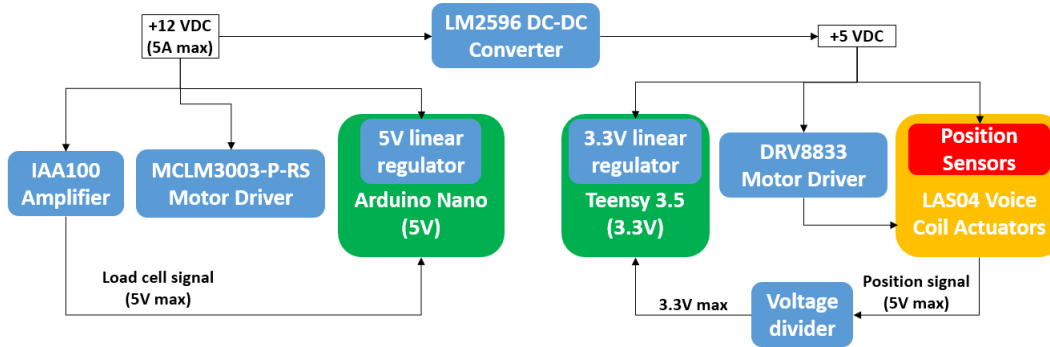 +12 VDC
(5A max)
LM2596 DC-DC
Converter
+5 VDC
IAA100
Amplifier
MCLM3003-P-RS
Motor Driver
5V linear
regulator
Arduino Nano
(5V)
3.3V linear
regulator
Teensy 3.5
(3.3V)
DRV8833
Motor Driver
Position
Sensors
LAS04 Voice
Coil Actuators
Load cell signal
(5V max)
3.3V max
Voltage
divider
Position signal
(5V max)